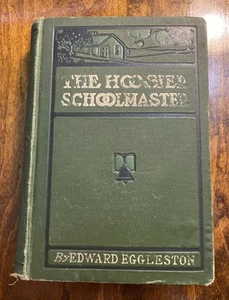 THE HOOSIER
SCHOOLMASTER
By EDWARD EGGLESTON